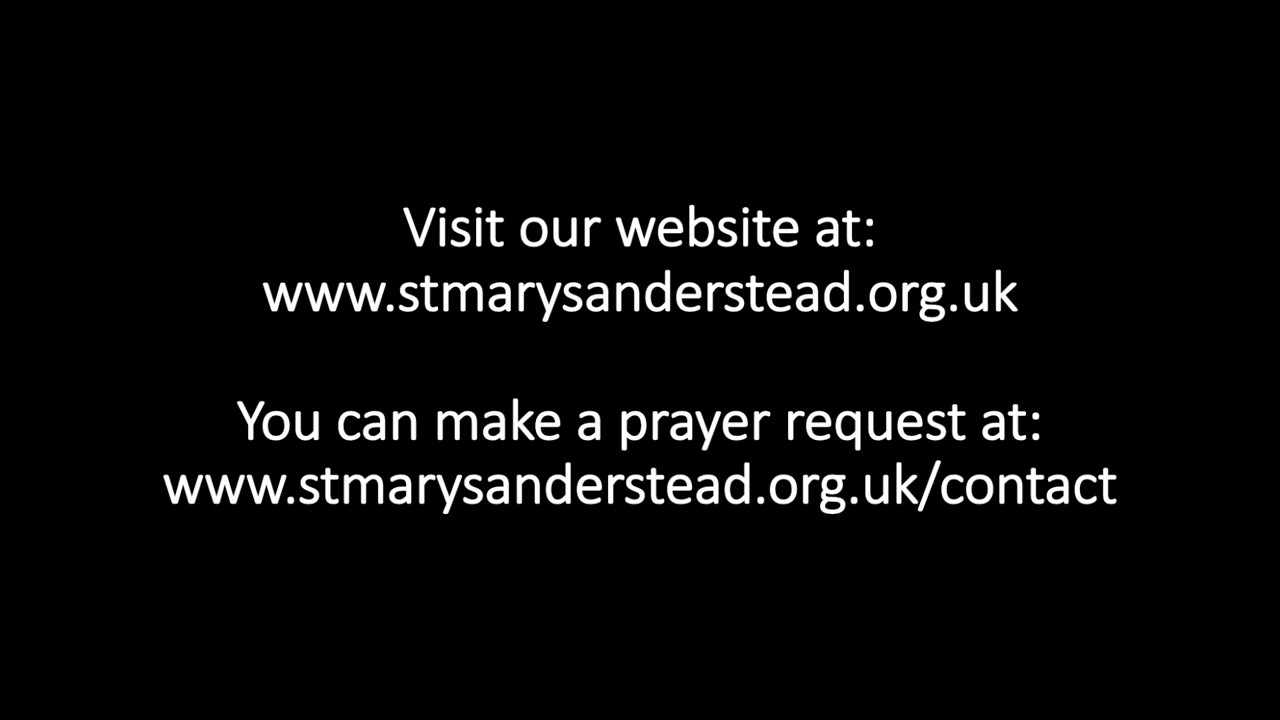 Visit our website at:
www.stmarysanderstead.org.uk
You can make a prayer request at:
www.stmarysanderstead.org.uk/contact